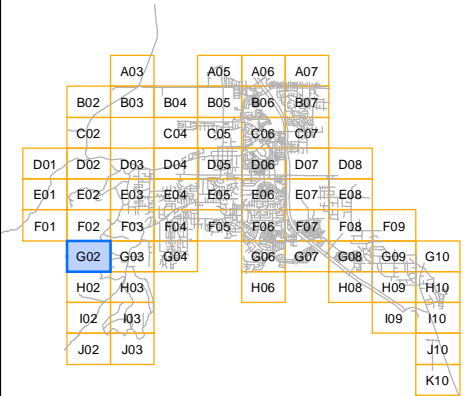 A03 A05 A06 A07
B02 B03 B04 B05 B06 B07
C02 C04 C05 C06 C07
D01 D02 D03 D04 D05 D06 D07 D08
E01 E02 E03 E04 E05 E06 E07 E08
F01 F02 F03 F04 F05 F06 F07 F08 F09
G02 G03 G04 G06 G07 G08 G09 G10
H02 H03 H06 H08 H09 H10
I02 I03 I09 I10
J02 J03 J10
K10